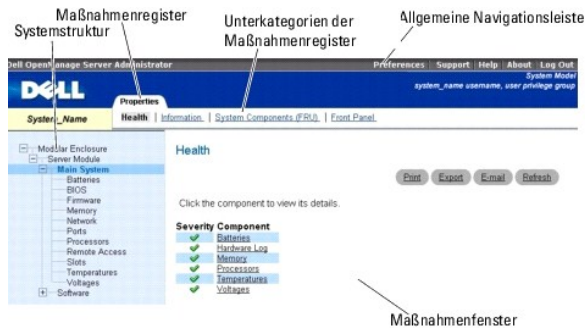 Maßnahmenregister
Systemstruktur
Unterkategorien der
Maßnahmenregister
Allgemeine Navigationsleiste
Dell OpenManage Server Administrator
Preferences Support Help About Log Out
System Model
system_name username, user privilege group
DELL
Properties
System_Name
Health Information System Components (FRU) Front Panel
Modular Enclosure
Server Module
Main System
Batteries
BIOS
Firmware
Memory
Network
Ports
Processors
Remote Access
Slots
Temperatures
Voltages
Software
Health
Print Export E-mail Refresh
Click the component to view its details.
Severity Component
Batteries
Hardware Log
Memory
Processors
Temperatures
Voltages
Maßnahmenfenster